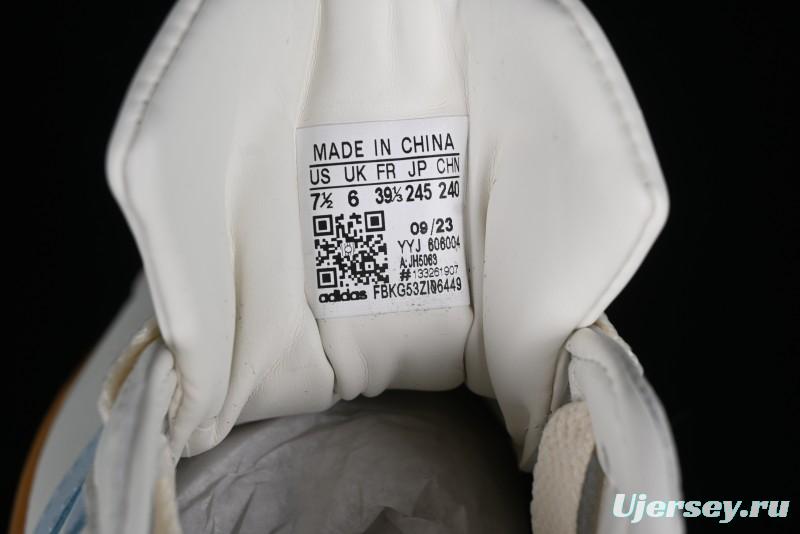 MADE IN CHINA
US UK FR JP CHN
7½ 6 39⅓ 245 240
09/23
YYJ 606004
A:JH5063
#133261907
adidas FBKG53ZI06449
Ujersey.ru